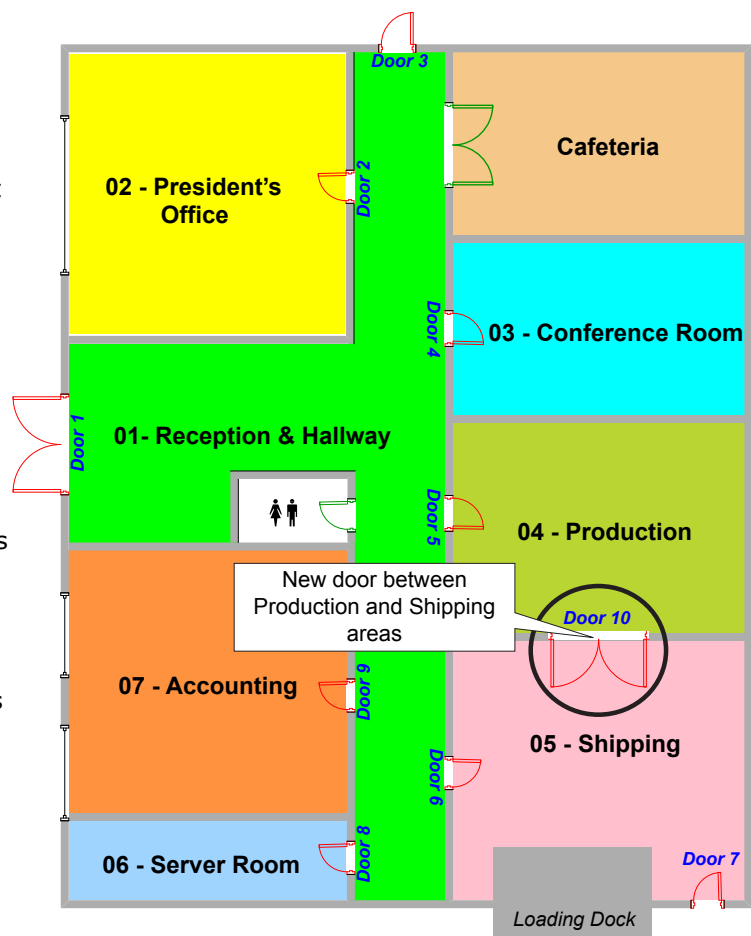 Door 3
Cafeteria
t
02 - President's
Office
Door 2
Door 4
03 - Conference Room
Door 1
01- Reception & Hallway
Door 5
04 - Production
s
New door between
Production and Shipping
areas
Door 10
07 - Accounting
Door 9
s
05 - Shipping
Door 6
06 - Server Room
Door 8
Door 7
Loading Dock